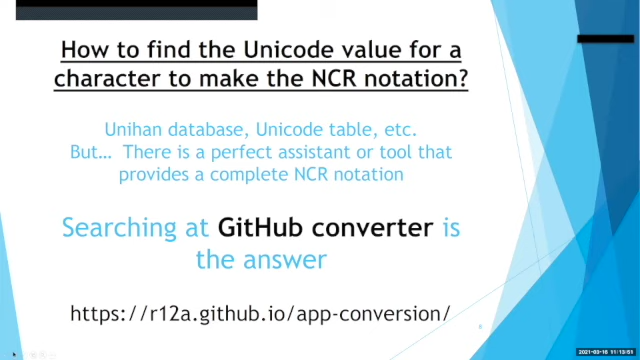 How to find the Unicode value for a
character to make the NCR notation?
Unihan database, Unicode table, etc.
But... There is a perfect assistant or tool that
provides a complete NCR notation
Searching at GitHub converter is
the answer
https://r12a.github.io/app-conversion/
8
2021-03-16 11:13:51